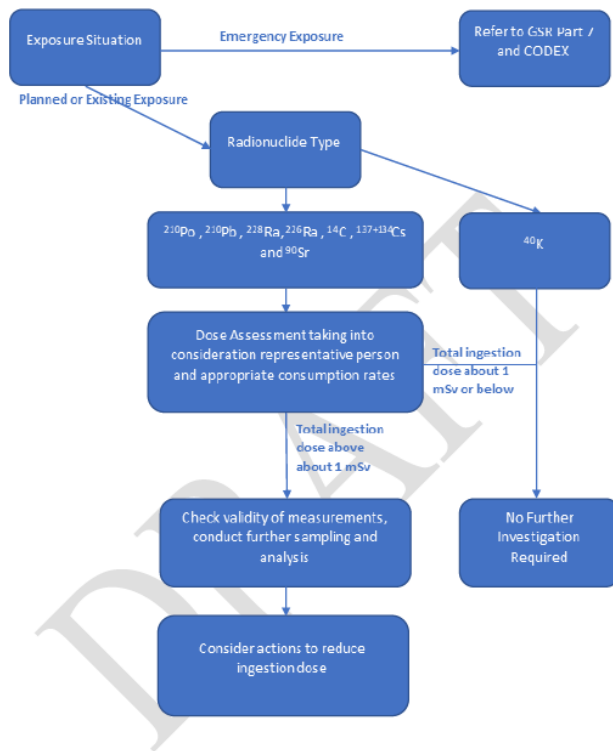 Exposure Situation
Emergency Exposure
Refer to GSR Part 7
and CODEX
Planned or Existing Exposure
Radionuclide Type
²¹⁰Po , ²¹⁰Pb, ²²⁸Ra,²²⁶Ra, ¹⁴C , ¹³⁷⁺¹³⁴Cs
and ⁹⁰Sr
⁴⁰K
Dose Assessment taking into
consideration representative person
and appropriate consumption rates
Total ingestion
dose about 1
mSv or below
Total ingestion
dose above
about 1 mSv
Check validity of measurements,
conduct further sampling and
analysis
No Further
Investigation
Required
Consider actions to reduce
ingestion dose
DRAFT